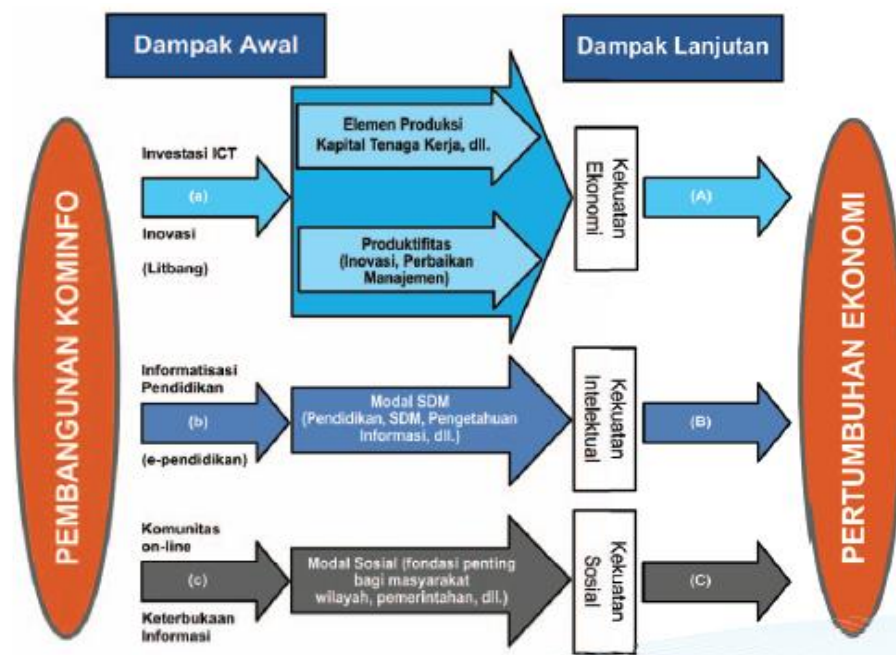 Dampak Awal
Dampak Lanjutan
PEMBANGUNAN KOMINFO
Investasi ICT
(a)
Inovasi
(Litbang)
Elemen Produksi
Kapital Tenaga Kerja, dll.
Produktifitas
(Inovasi, Perbaikan
Manajemen)
Kekuatan
Ekonomi
(A)
Informatisasi
Pendidikan
(b)
(e-pendidikan)
Modal SDM
(Pendidikan, SDM, Pengetahuan
Informasi, dll.)
Kekuatan
Intelektual
(B)
Komunitas
on-line
(c)
Keterbukaan
Informasi
Modal Sosial (fondasi penting
bagi masyarakat
wilayah, pemerintahan, dll.)
Kekuatan
Sosial
(C)
PERTUMBUHAN EKONOMI